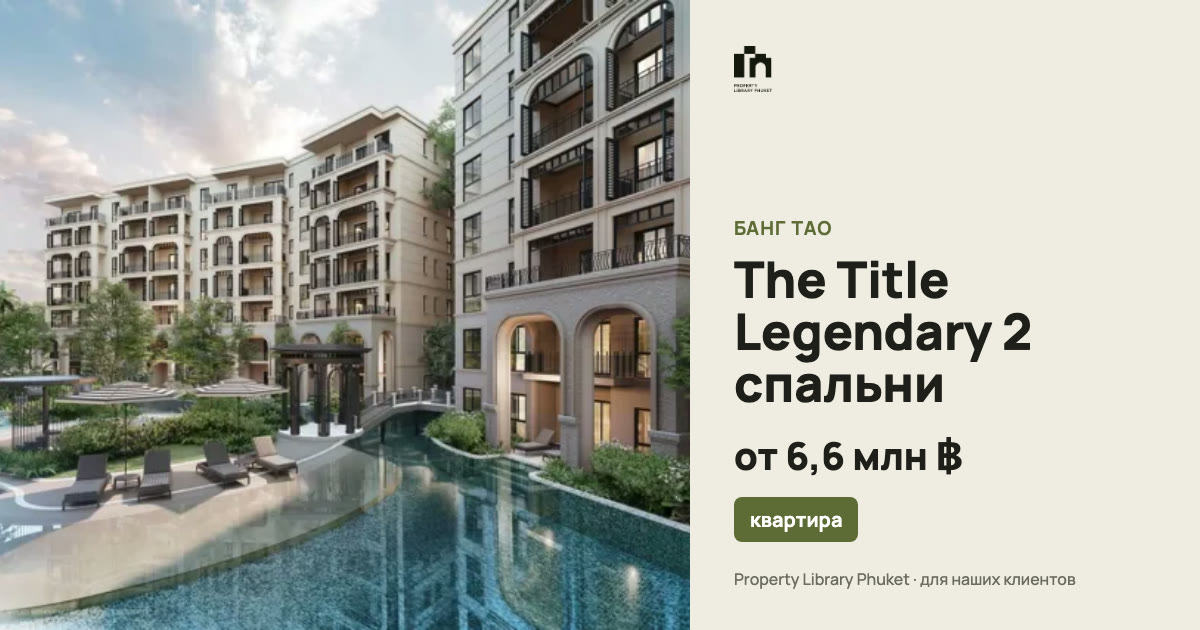 PROPERTY
LIBRARY PHUKET
БАНГ ТАО
The Title
Legendary 2
спальни
от 6,6 млн ฿
квартира
Property Library Phuket · для наших клиентов